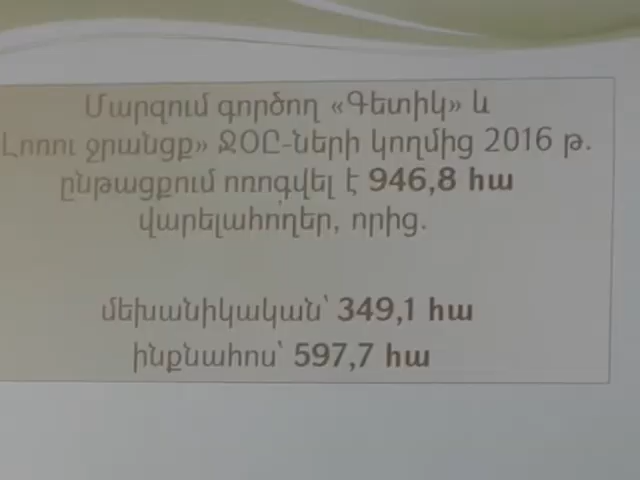 Մարզում գործող «Գետիկ» և
Լոռու ջրանցք» ՋՕԸ-ների կողմից 2016 թ.
ընթացքում ոռոգվել է 946,8 հա
վարելահողեր, որից.
մեխանիկական՝ 349,1 հա
ինքնահոս՝ 597,7 հա